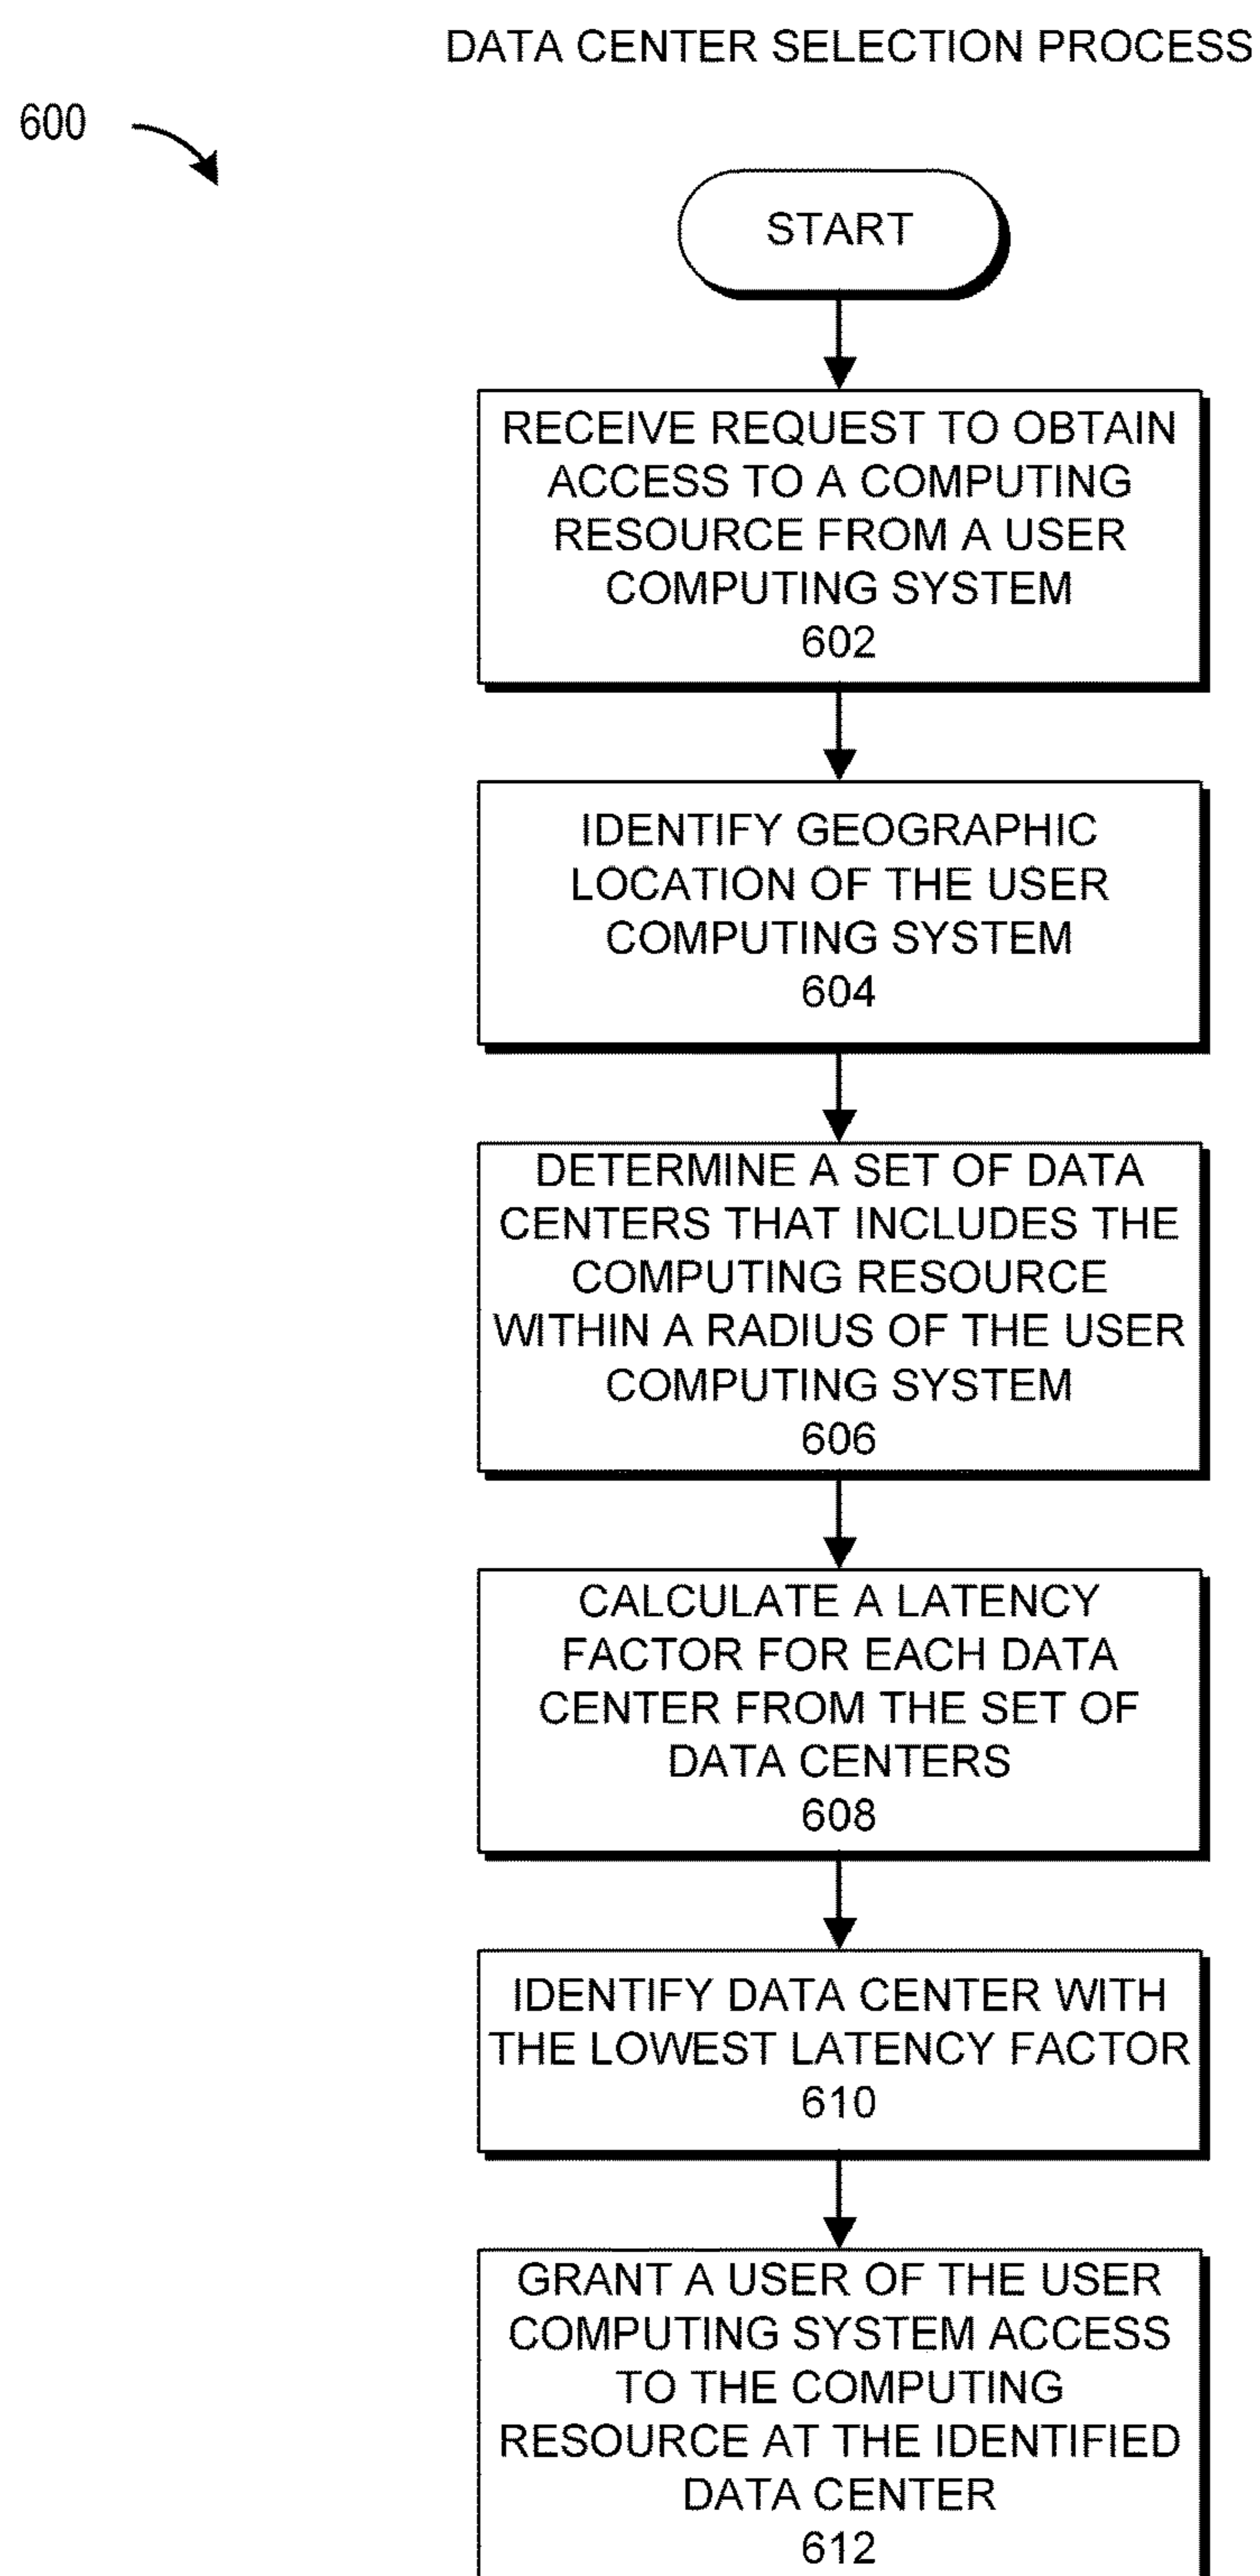 DATA CENTER SELECTION PROCESS
600
START
RECEIVE REQUEST TO OBTAIN
ACCESS TO A COMPUTING
RESOURCE FROM A USER
COMPUTING SYSTEM
602
IDENTIFY GEOGRAPHIC
LOCATION OF THE USER
COMPUTING SYSTEM
604
DETERMINE A SET OF DATA
CENTERS THAT INCLUDES THE
COMPUTING RESOURCE
WITHIN A RADIUS OF THE USER
COMPUTING SYSTEM
606
CALCULATE A LATENCY
FACTOR FOR EACH DATA
CENTER FROM THE SET OF
DATA CENTERS
608
IDENTIFY DATA CENTER WITH
THE LOWEST LATENCY FACTOR
610
GRANT A USER OF THE USER
COMPUTING SYSTEM ACCESS
TO THE COMPUTING
RESOURCE AT THE IDENTIFIED
DATA CENTER
612